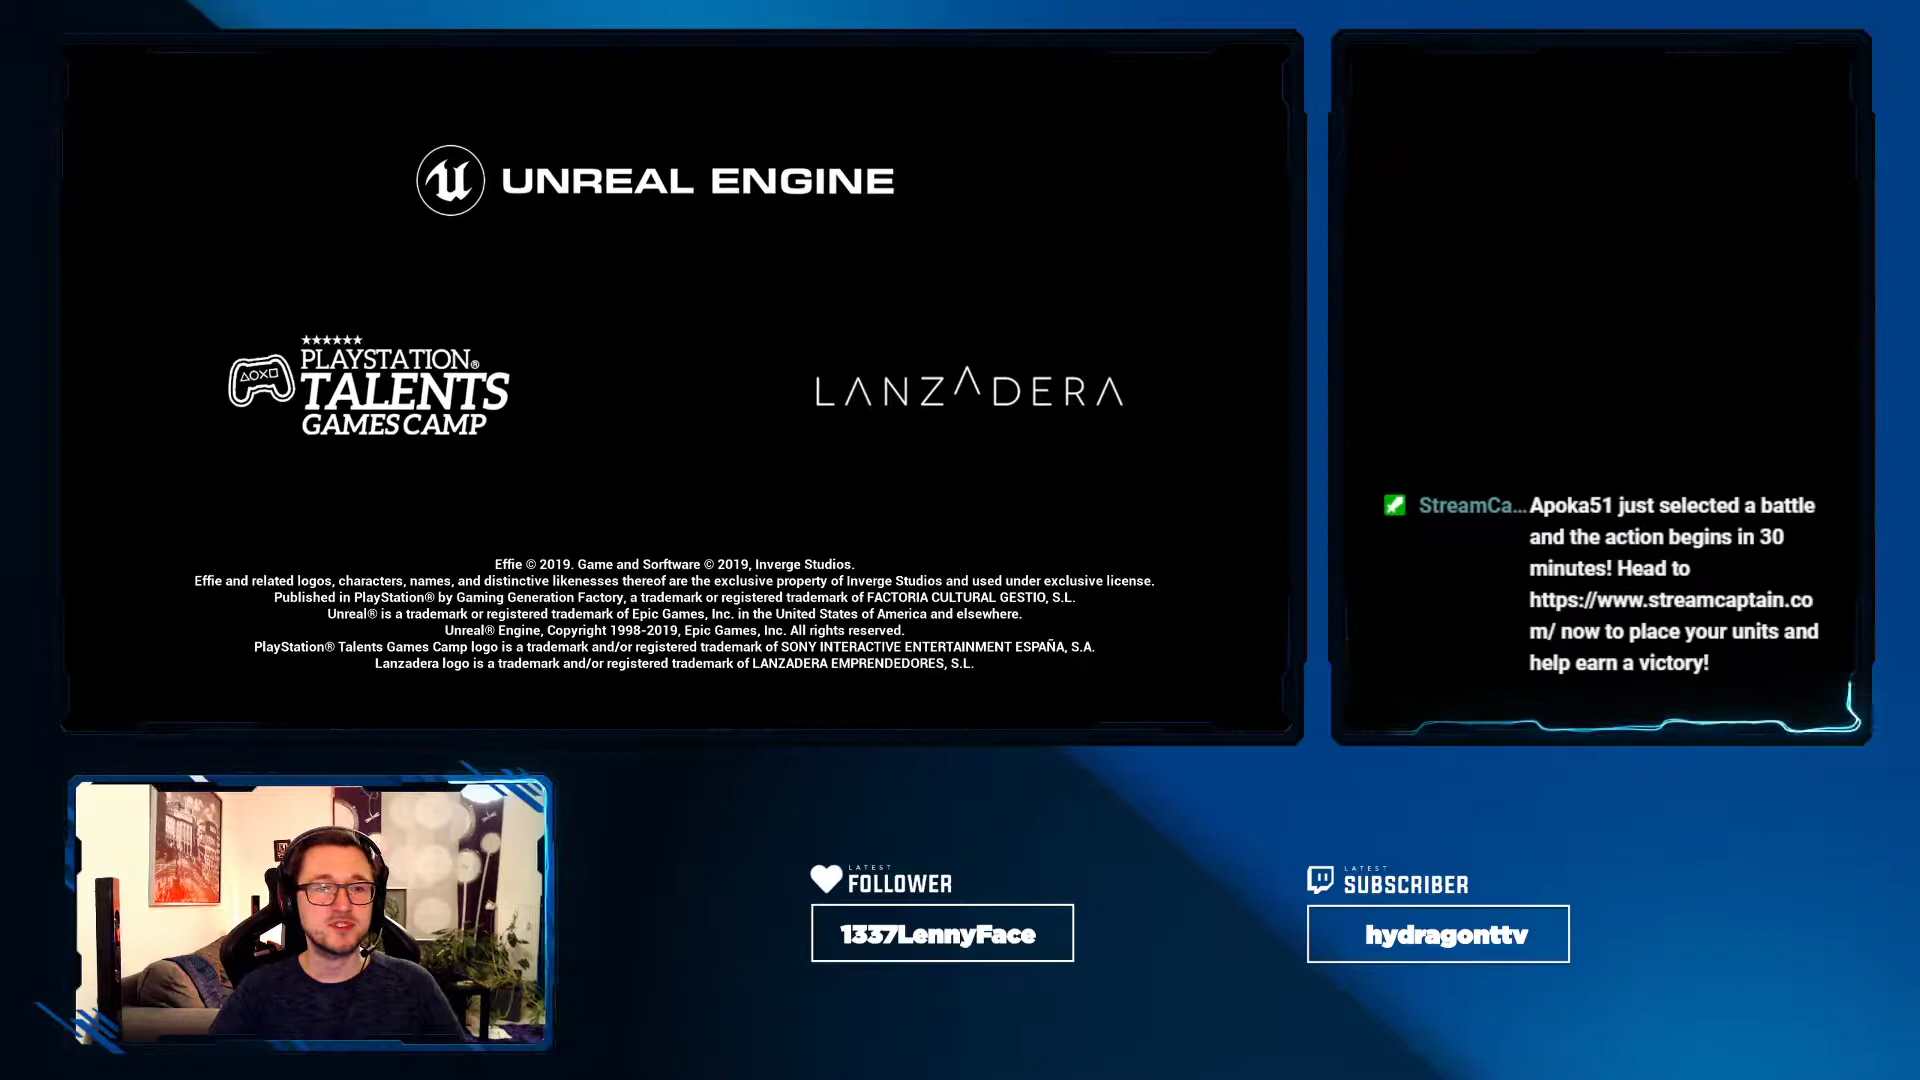 UNREAL ENGINE
PLAYSTATION®
TALENTS
GAMES CAMP
LANZADERA
Effie © 2019. Game and Sorftware © 2019, Inverge Studios.
Effie and related logos, characters, names, and distinctive likenesses thereof are the exclusive property of Inverge Studios and used under exclusive license.
Published in PlayStation® by Gaming Generation Factory, a trademark or registered trademark of FACTORIA CULTURAL GESTIO, S.L.
Unreal® is a trademark or registered trademark of Epic Games, Inc. in the United States of America and elsewhere.
Unreal® Engine, Copyright 1998-2019, Epic Games, Inc. All rights reserved.
PlayStation® Talents Games Camp logo is a trademark and/or registered trademark of SONY INTERACTIVE ENTERTAINMENT ESPAÑA, S.A.
Lanzadera logo is a trademark and/or registered trademark of LANZADERA EMPRENDEDORES, S.L.
StreamCa... Apoka51 just selected a battle
and the action begins in 30
minutes! Head to
https://www.streamcaptain.co
m/ now to place your units and
help earn a victory!
LATEST
FOLLOWER
1337LennyFace
LATEST
SUBSCRIBER
hydragonttv